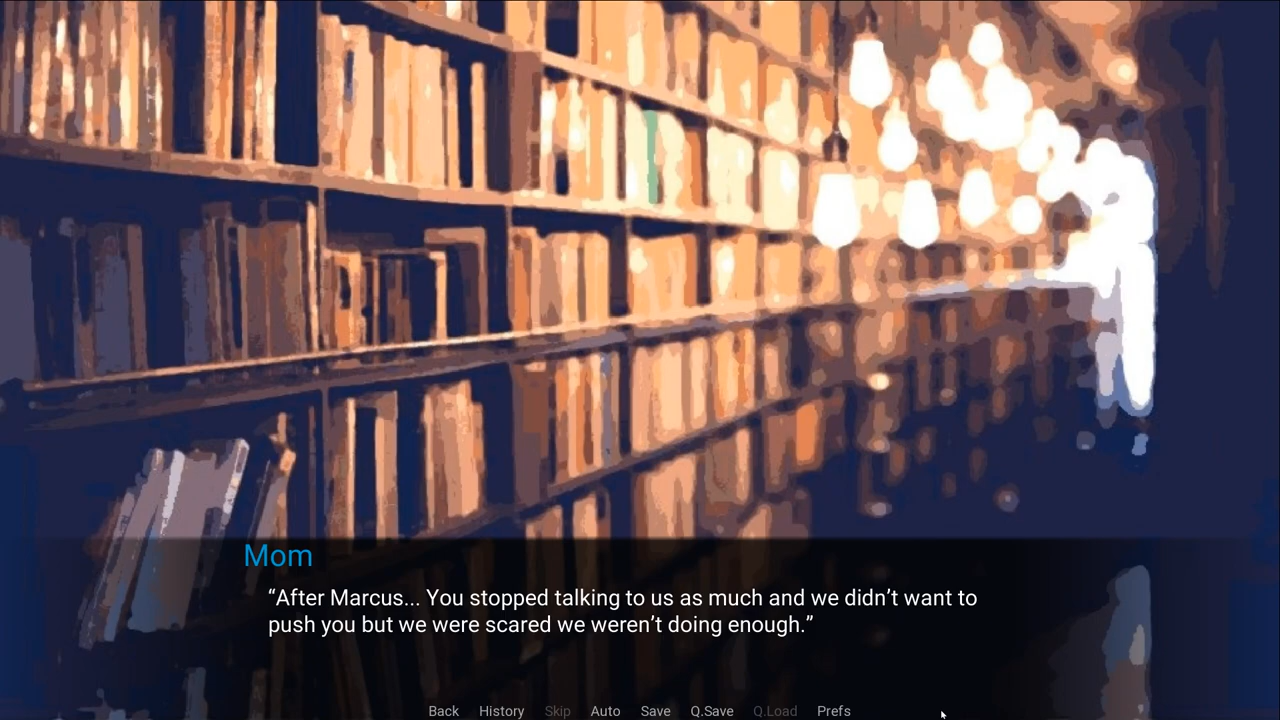 Mom
“After Marcus... You stopped talking to us as much and we didn’t want to
push you but we were scared we weren’t doing enough.”
Back History Skip Auto Save Q.Save Q.Load Prefs